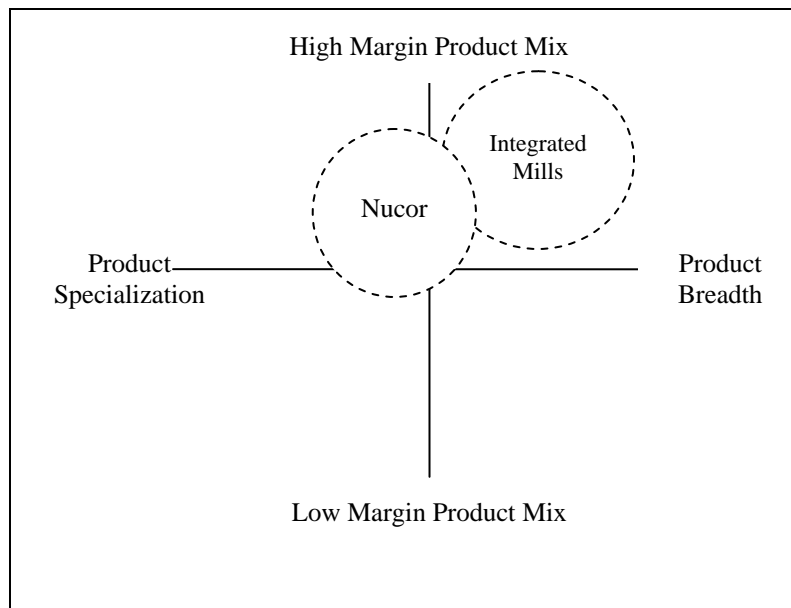 High Margin Product Mix
Integrated
Mills
Nucor
Product
Specialization
Product
Breadth
Low Margin Product Mix